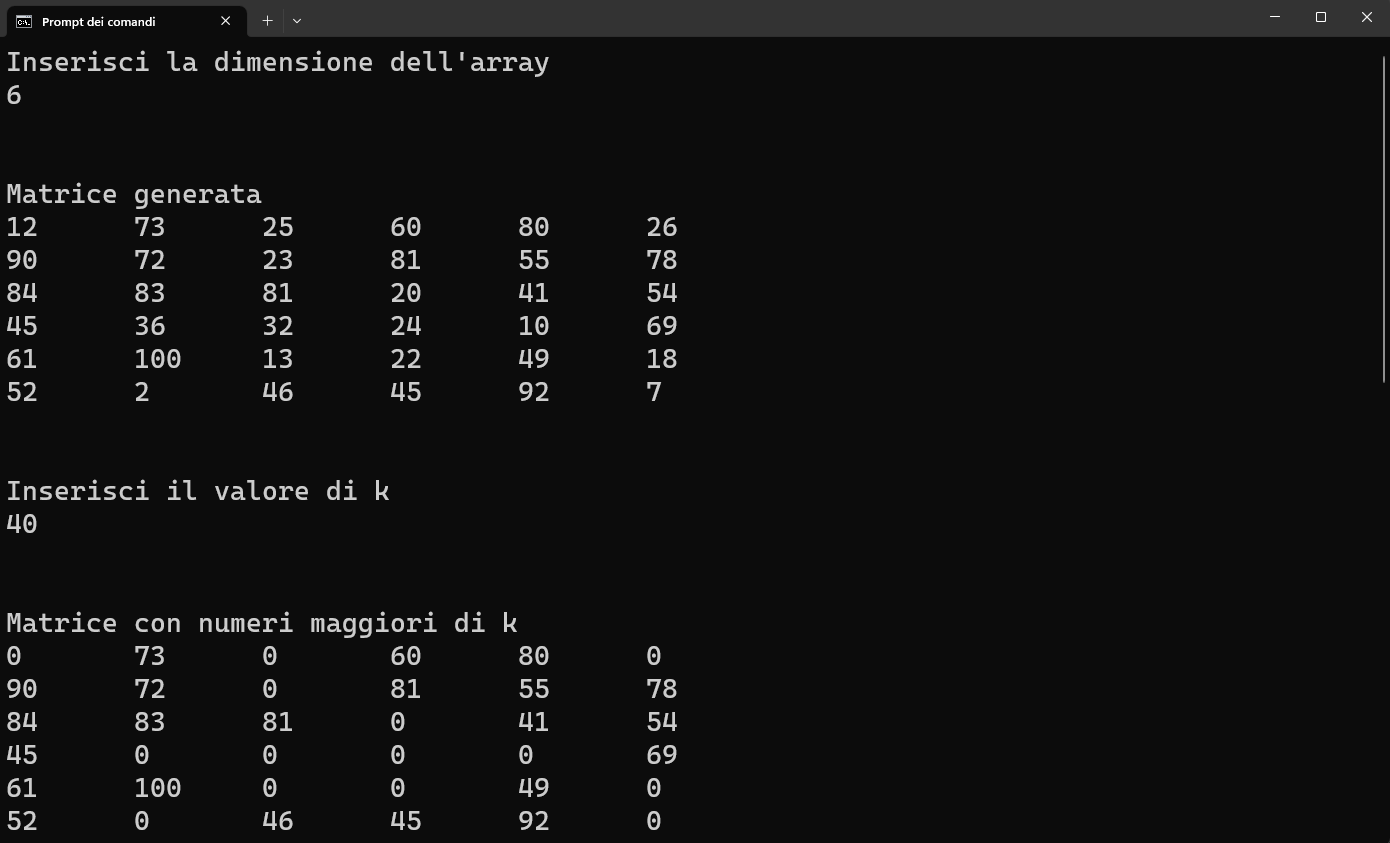 Prompt dei comandi
Inserisci la dimensione dell'array
6
Matrice generata
12 73 25 60 80 26
90 72 23 81 55 78
84 83 81 20 41 54
45 36 32 24 10 69
61 100 13 22 49 18
52 2 46 45 92 7
Inserisci il valore di k
40
Matrice con numeri maggiori di k
0 73 0 60 80 0
90 72 0 81 55 78
84 83 81 0 41 54
45 0 0 0 0 69
61 100 0 0 49 0
52 0 46 45 92 0